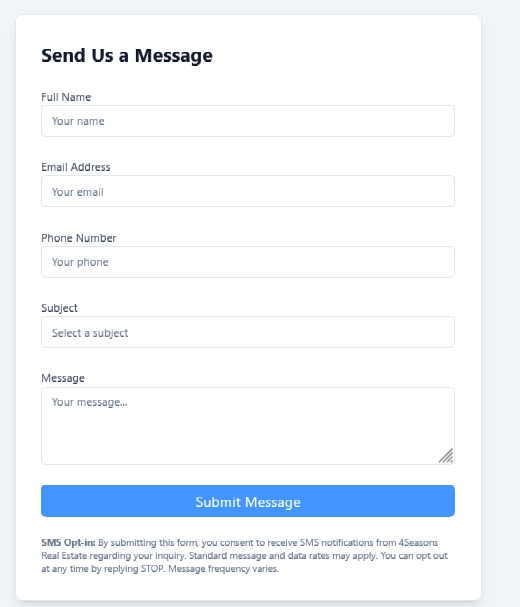 Send Us a Message
Full Name
Your name
Email Address
Your email
Phone Number
Your phone
Subject
Select a subject
Message
Your message...
Submit Message
SMS Opt-in: By submitting this form, you consent to receive SMS notifications from 4Seasons
Real Estate regarding your inquiry. Standard message and data rates may apply. You can opt out
at any time by replying STOP. Message frequency varies.